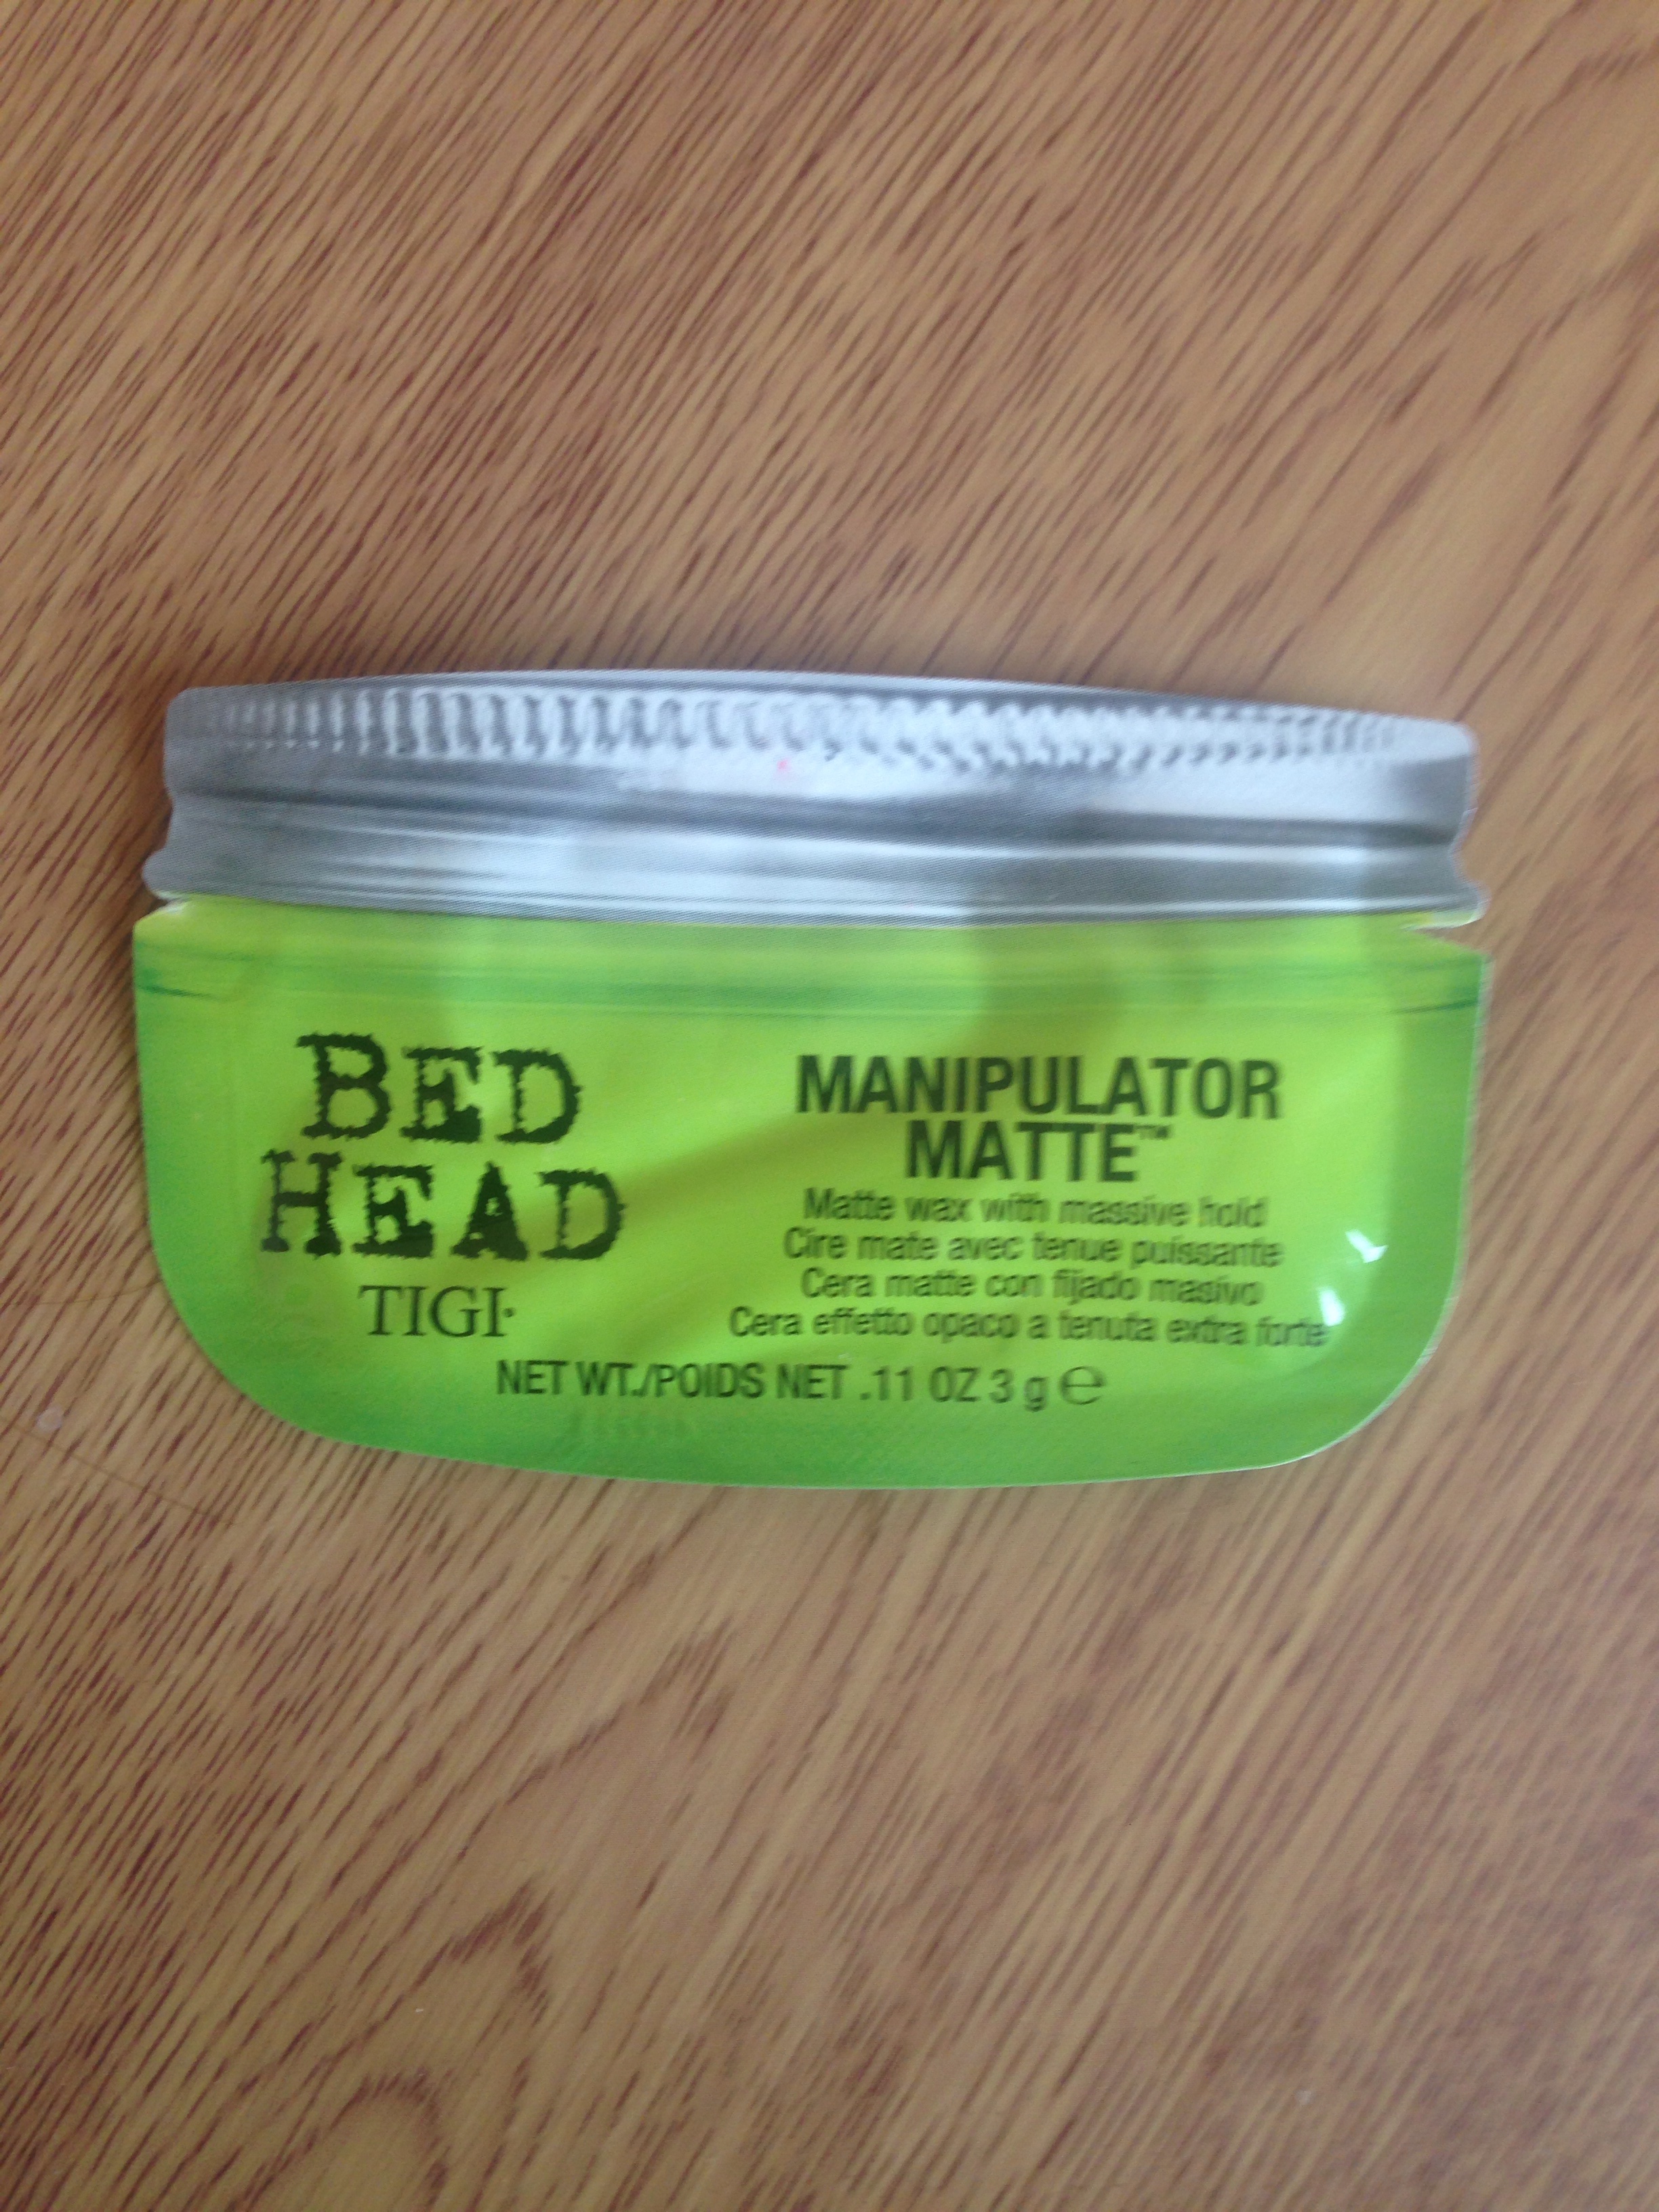 BED
HEAD
TIGI®
MANIPULATOR
MATTE™
Matte wax with massive hold
Cire mate avec tenue puissante
Cera matte con fijado masivo
Cera effetto opaco a tenuta extra forte
NET WT./POIDS NET .11 OZ 3 g ℮